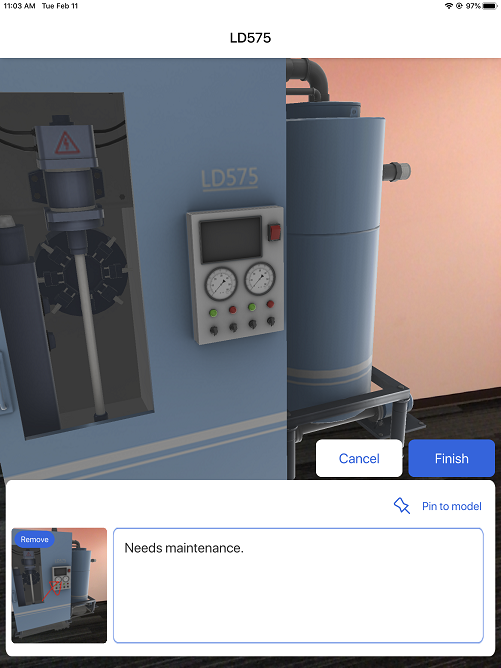 11:03 AM Tue Feb 11
97%
LD575
LD575
Cancel
Finish
Pin to model
Remove
Needs maintenance.